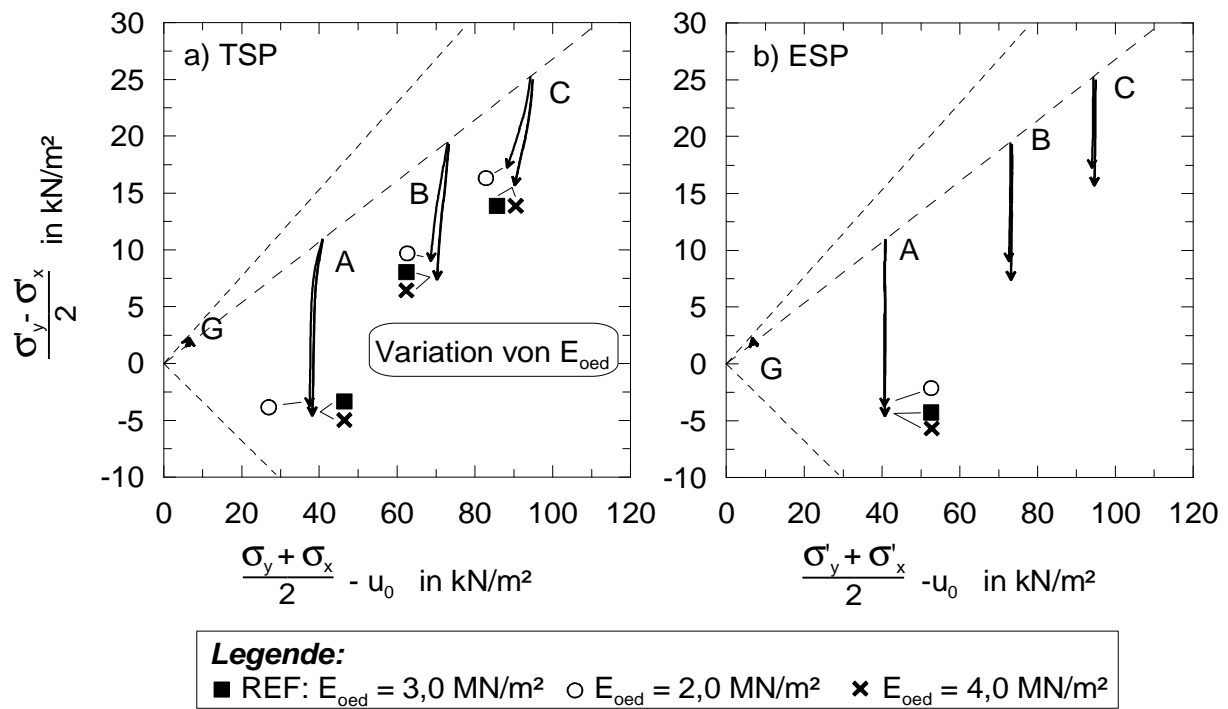 a) TSP
30
25
20
15
10
5
0
-5
-10
0 20 40 60 80 100 120
A
B
C
G
Variation von E_oed
σ'_y - σ'_x
2
in kN/m²
σ_y + σ_x
2
- u_0 in kN/m²
b) ESP
30
25
20
15
10
5
0
-5
-10
0 20 40 60 80 100 120
A
B
C
G
σ'_y + σ'_x
2
-u_0 in kN/m²
Legende:
REF: E_oed = 3,0 MN/m² E_oed = 2,0 MN/m² E_oed = 4,0 MN/m²